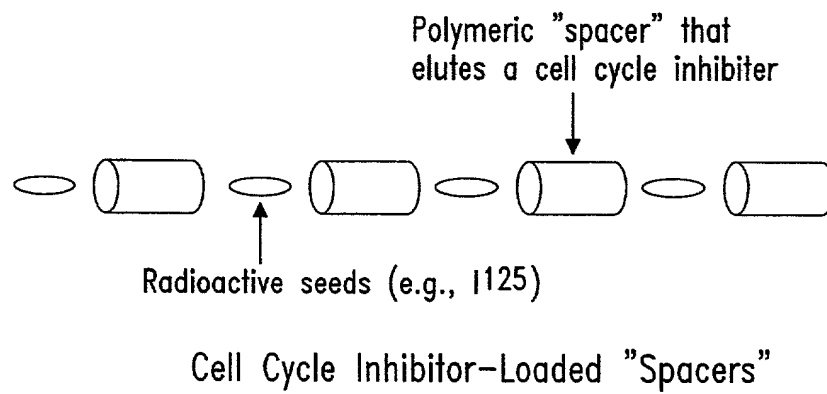 Polymeric "spacer" that
elutes a cell cycle inhibiter
Radioactive seeds (e.g., I125)
Cell Cycle Inhibitor-Loaded "Spacers"